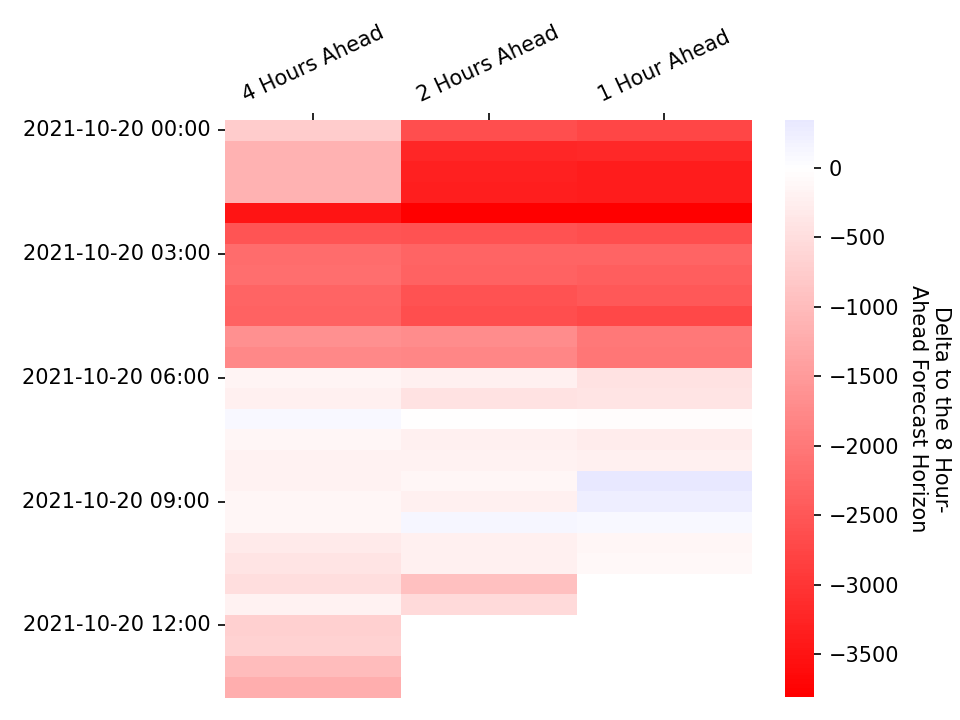 4 Hours Ahead
2 Hours Ahead
1 Hour Ahead
2021-10-20 00:00
2021-10-20 03:00
2021-10-20 06:00
2021-10-20 09:00
2021-10-20 12:00
0
−500
−1000
−1500
−2000
−2500
−3000
−3500
Delta to the 8 Hour-
Ahead Forecast Horizon